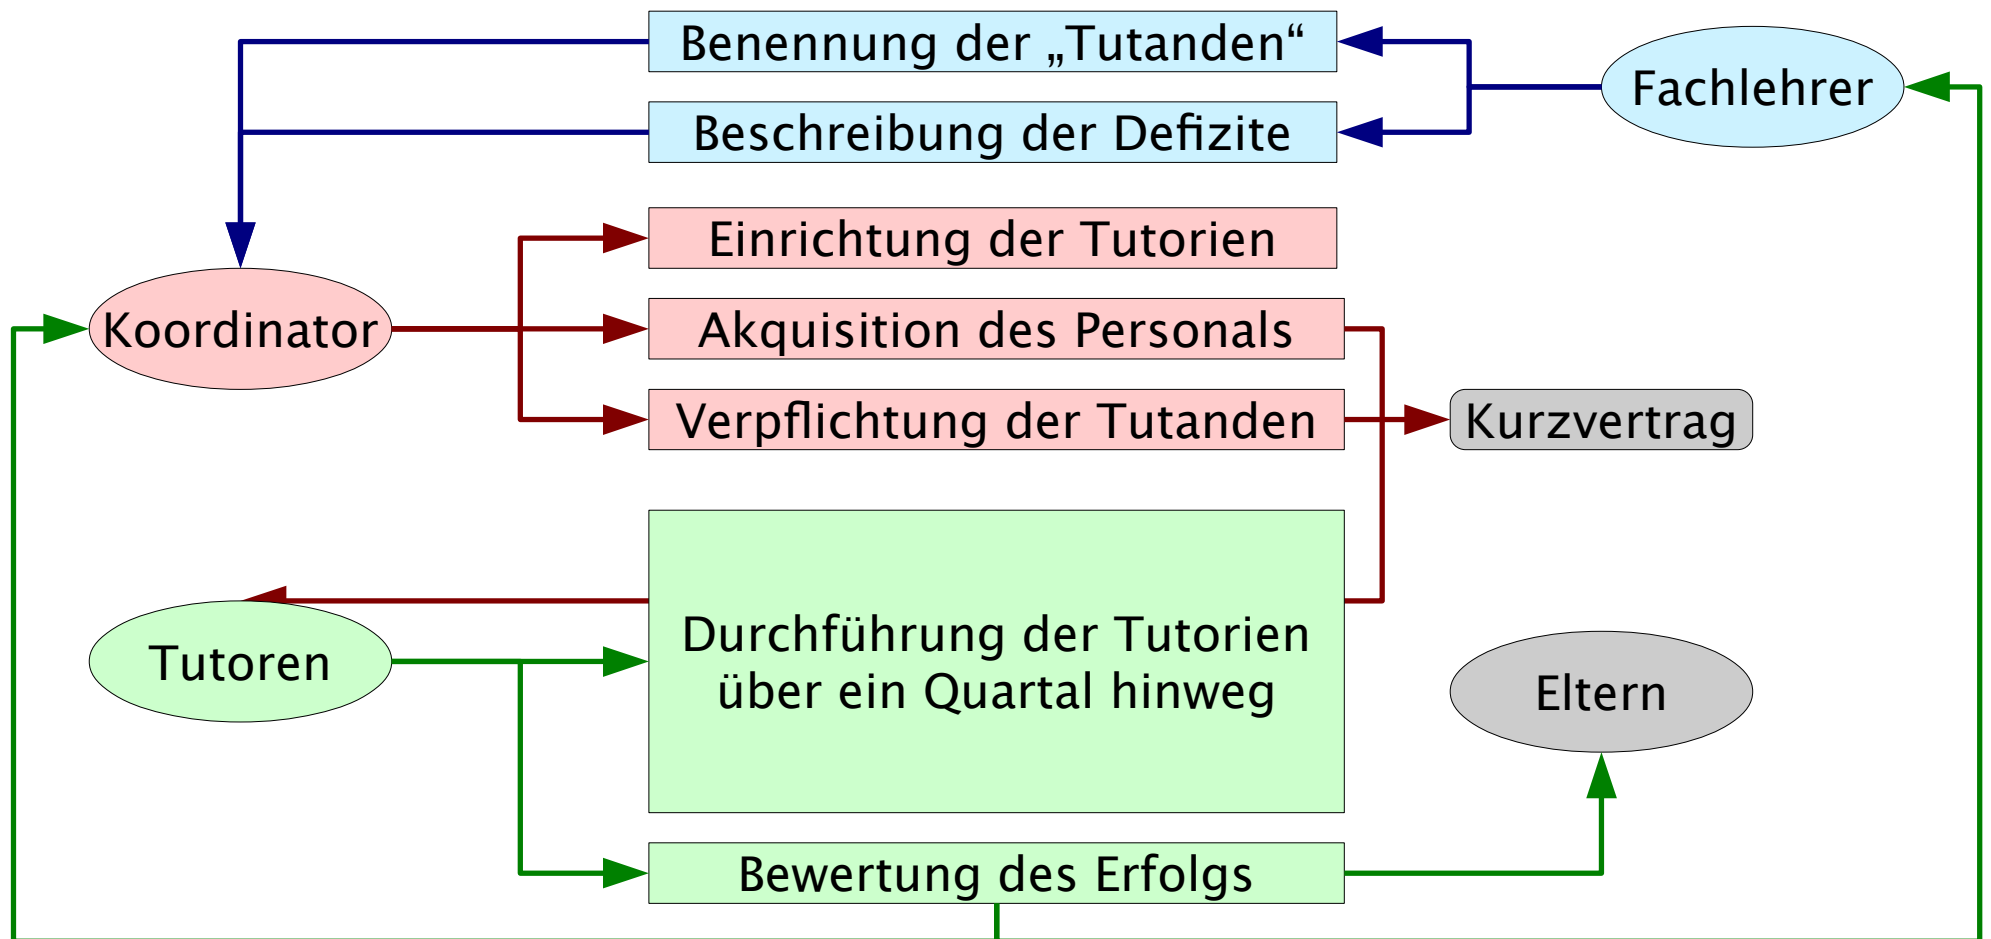 Benennung der „Tutanden“
Fachlehrer
Beschreibung der Defizite
Einrichtung der Tutorien
Koordinator
Akquisition des Personals
Verpflichtung der Tutanden
Kurzvertrag
Durchführung der Tutorien
über ein Quartal hinweg
Tutoren
Eltern
Bewertung des Erfolgs